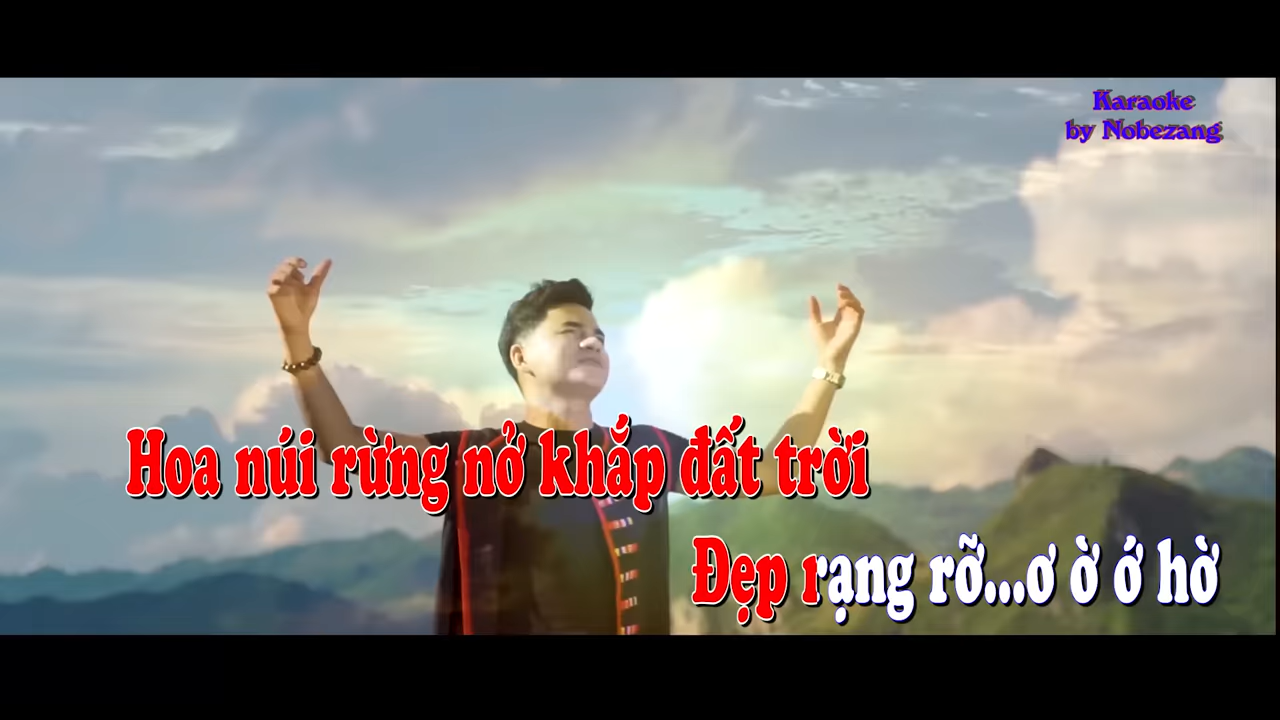 Karaoke
by Nobezang
Hoa núi rừng nở khắp đất trời
Đẹp rạng rỡ...ơ ờ ớ hờ